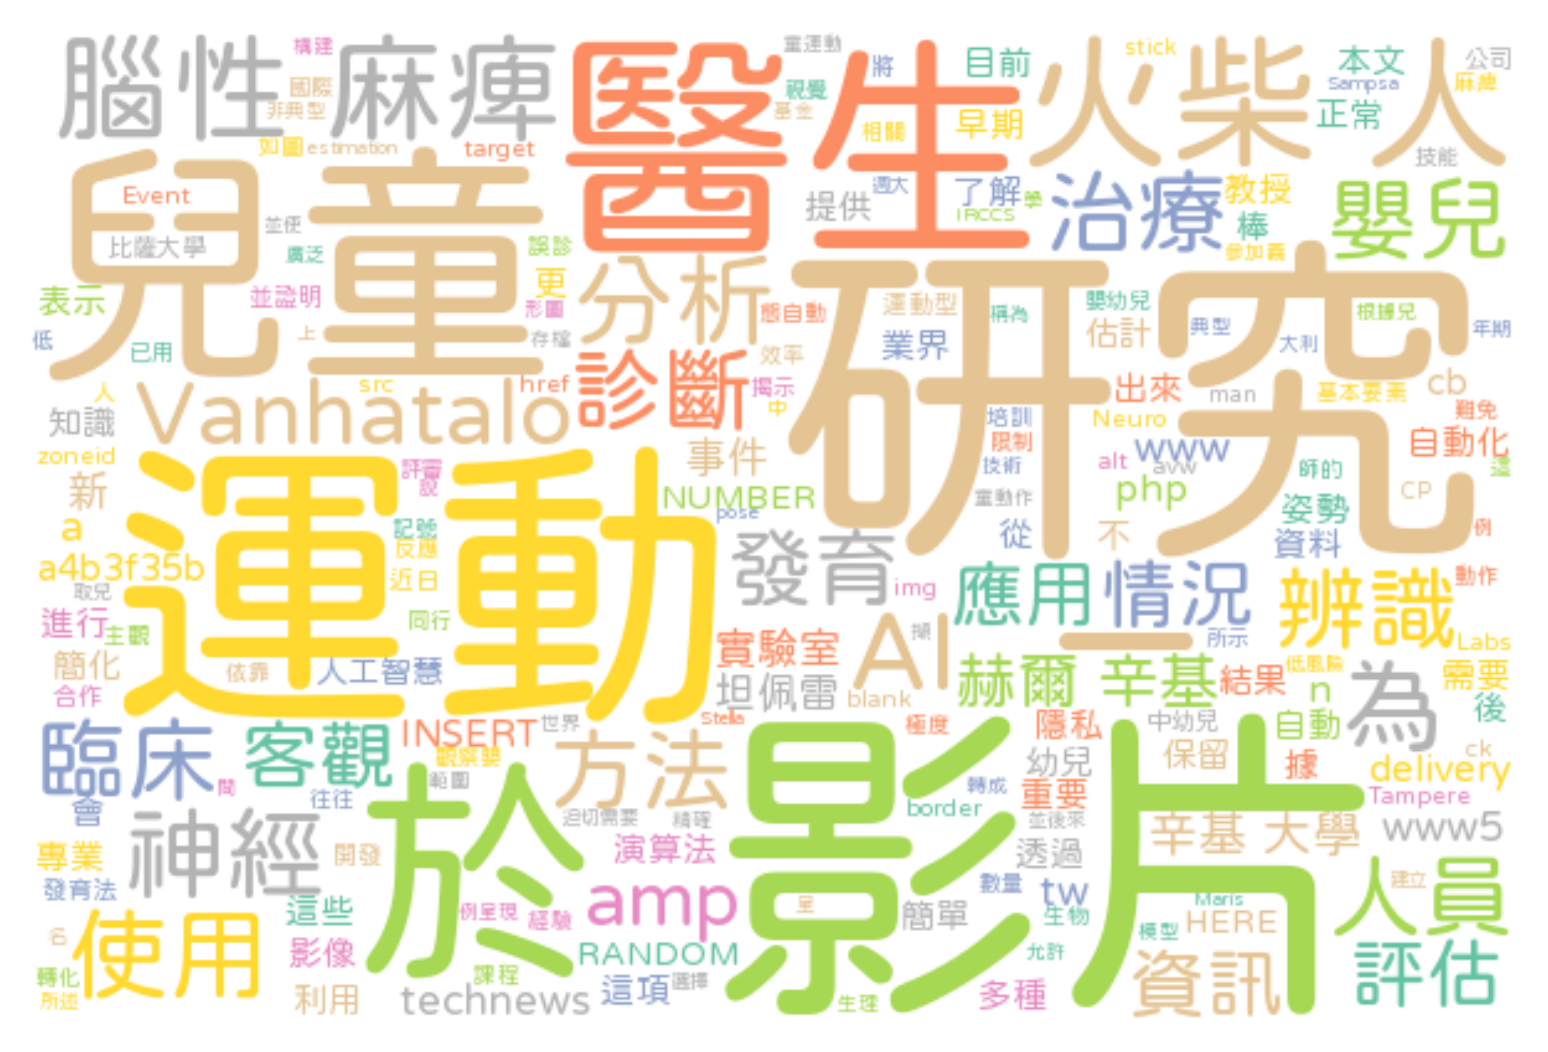 腦性 麻痺
構建
國際
非典型
如圖
estimation
target
醫生
童運動
視覺
基金
將
相關
目前
早期
火柴人
stick
本文
Sampsa
正常
公司
麻痺
技能
兒童
Event
比薩大學
並便
廣泛
誤診
更
形圖
存檔
並證明
表示
低
已用
上
提供
週大
了解
IRCCS
學
治療
教授
棒
參加義
嬰兒
分析
態自動
效率
揭示
中
診斷
運動型
業界
稱為
嬰幼兒
估計
典型
大利
根據兒
年期
研究
出來
man
基本要素
cb
難免
自動化
這
Vanhatalo
src
href
人
知識
zoneid
新
a
a4b3f35b
取兒
事件
NUMBER
pose
培訓
限制
技術
童動作
從
Neuro
www
alt
avw
php
不
師的
姿勢
資料
CP
例
動作
運動
記號
反應
近日
同行
進行
主觀
簡化
合作
依靠
人工智慧
發育
img
應用
情況
辨識
Labs
一
所示
低風險
需要
實驗室
坦佩雷
AI
擷
blank
赫爾 辛基
結果
n
為
後
臨床
客觀
間
會
往往
INSERT
世界
Stella
觀察嬰
範圍
方法
極度
隱私
中幼兒
自動
保留
據
幼兒
ck
delivery
Tampere
神經
開發
專業
發育法
於
迫切需要
精確
演算法
影片
轉成
border
重要
並後來
透過
辛基 大學
www5
使用
名
轉化
所述
這些
影像
利用
例呈現
經驗
課程
technews
amp
RANDOM
這項
選擇
呈
生理
簡單
數量
tw
生物
允許
多種
Maris
模型
HERE
建立
人員
資訊
評估